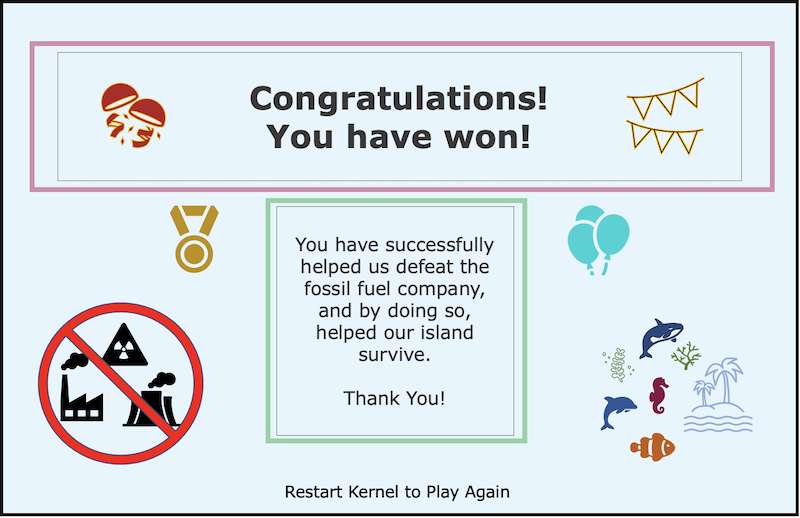 Congratulations!
You have won!
You have successfully
helped us defeat the
fossil fuel company,
and by doing so,
helped our island
survive.
Thank You!
Restart Kernel to Play Again